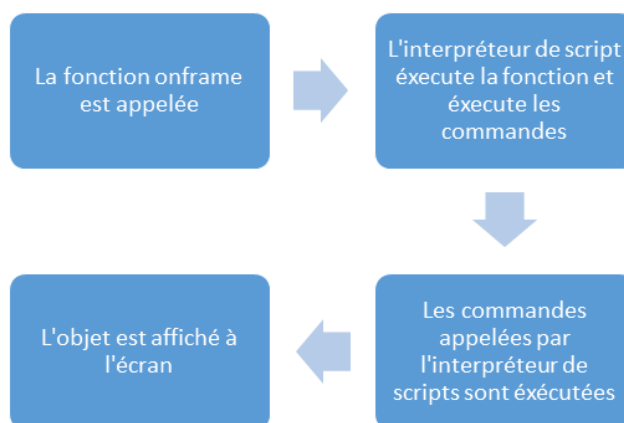 La fonction onframe
est appelée
L'interpréteur de script
éxecute la fonction et
éxecute les
commandes
Les commandes
appelées par
l'interpréteur de
scripts sont éxécutées
L'objet est affiché à
l'écran